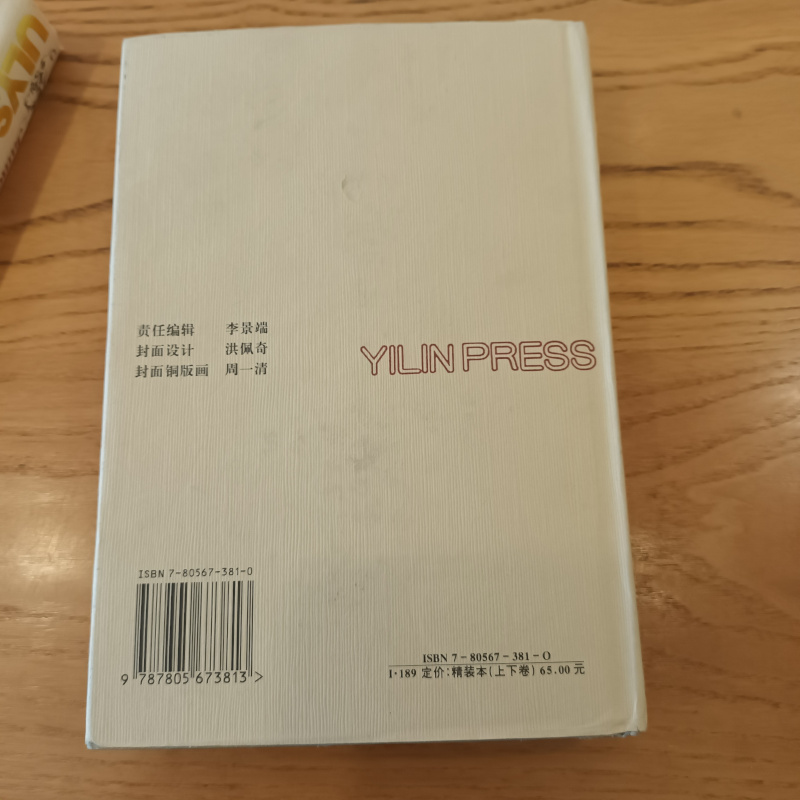 ULYS
责任编辑 李景端
封面设计 洪佩奇
封面铜版画 周一清
YILIN PRESS
ISBN 7-80567-381-0
9 787805 673813 >
ISBN 7－80567－381－O
I·189 定价:精装本(上下卷) 65.00 元